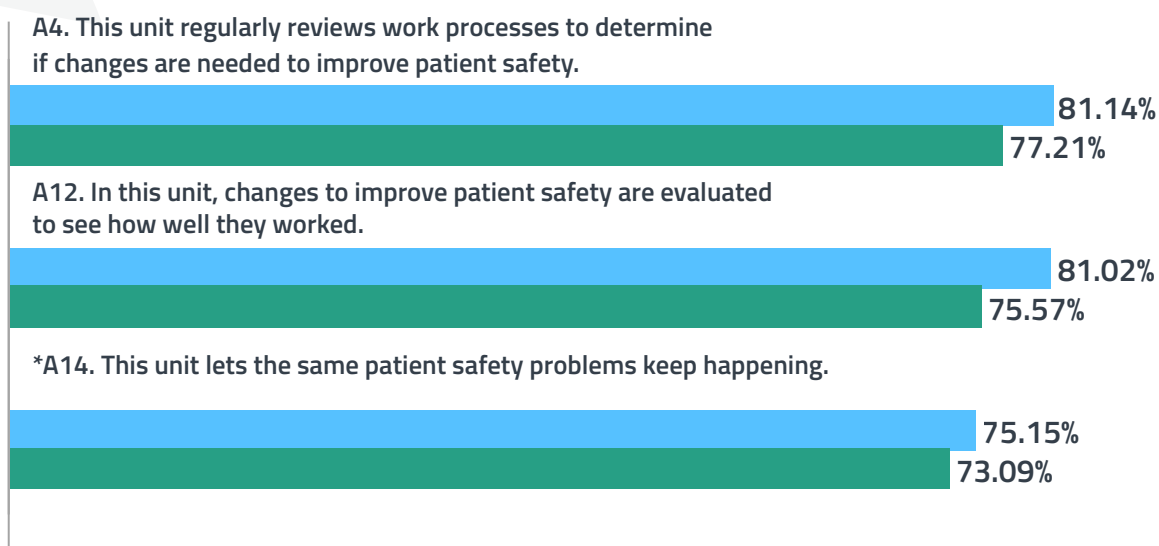 A4. This unit regularly reviews work processes to determine
if changes are needed to improve patient safety.
81.14%
77.21%
A12. In this unit, changes to improve patient safety are evaluated
to see how well they worked.
81.02%
75.57%
*A14. This unit lets the same patient safety problems keep happening.
75.15%
73.09%